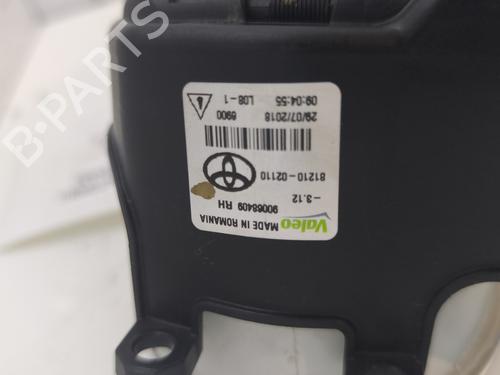 Valeo MADE IN ROMANIA
90068409 RH
-3.12
81210-02110
6900
29/07/2018
09:04:55
L08-1
B-PARTS